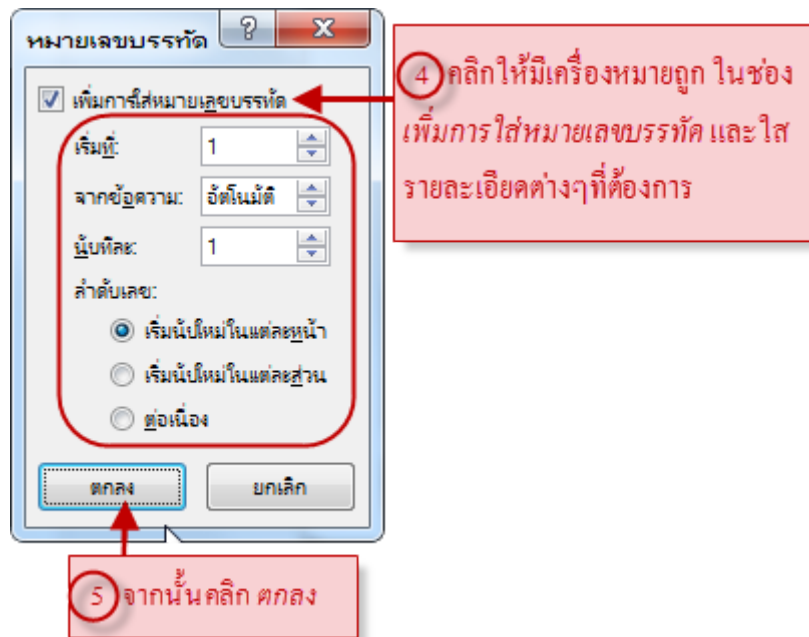 หมายเลขบรรทัด
เพิ่มการใส่หมายเลขบรรทัด
เริ่มที่: 1
จากข้อความ: อัตโนมัติ
นับทีละ: 1
ลำดับเลข:
เริ่มนับใหม่ในแต่ละหน้า
เริ่มนับใหม่ในแต่ละส่วน
ต่อเนื่อง
ตกลง ยกเลิก
4 คลิกให้มีเครื่องหมายถูก ในช่อง
เพิ่มการใส่หมายเลขบรรทัด และใส
รายละเอียดต่างๆที่ต้องการ
5 จากนั้นคลิก ตกลง